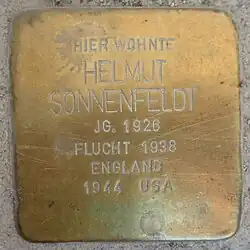 HIER WOHNTE
HELMUT
SONNENFELDT
JG. 1926
FLUCHT 1938
ENGLAND
1944 USA